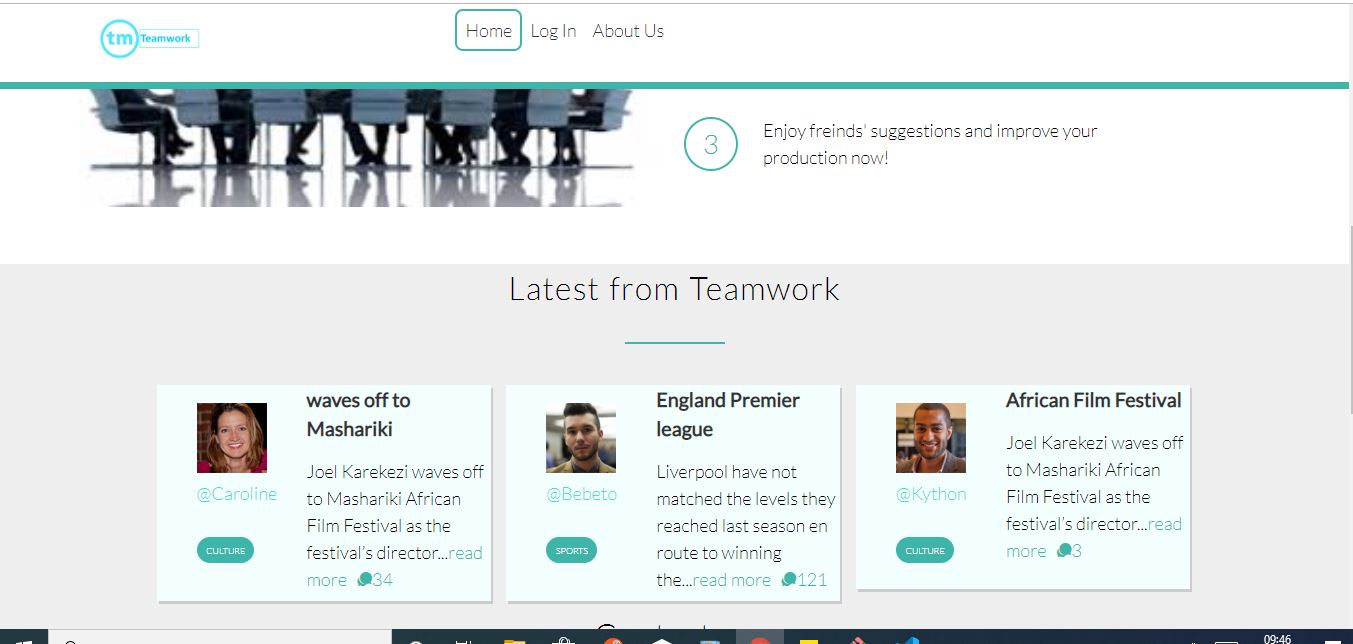 tm Teamwork
Home Log In About Us
3
Enjoy freinds' suggestions and improve your
production now!
Latest from Teamwork
waves off to
Mashariki
Joel Karekezi waves off
to Mashariki African
Film Festival as the
festival's director...read
more 34
@Caroline
CULTURE
England Premier
league
Liverpool have not
matched the levels they
reached last season en
route to winning
the...read more 121
@Bebeto
SPORTS
African Film Festival
Joel Karekezi waves off
to Mashariki African
Film Festival as the
festival's director...read
more 3
@Kython
CULTURE
09:46